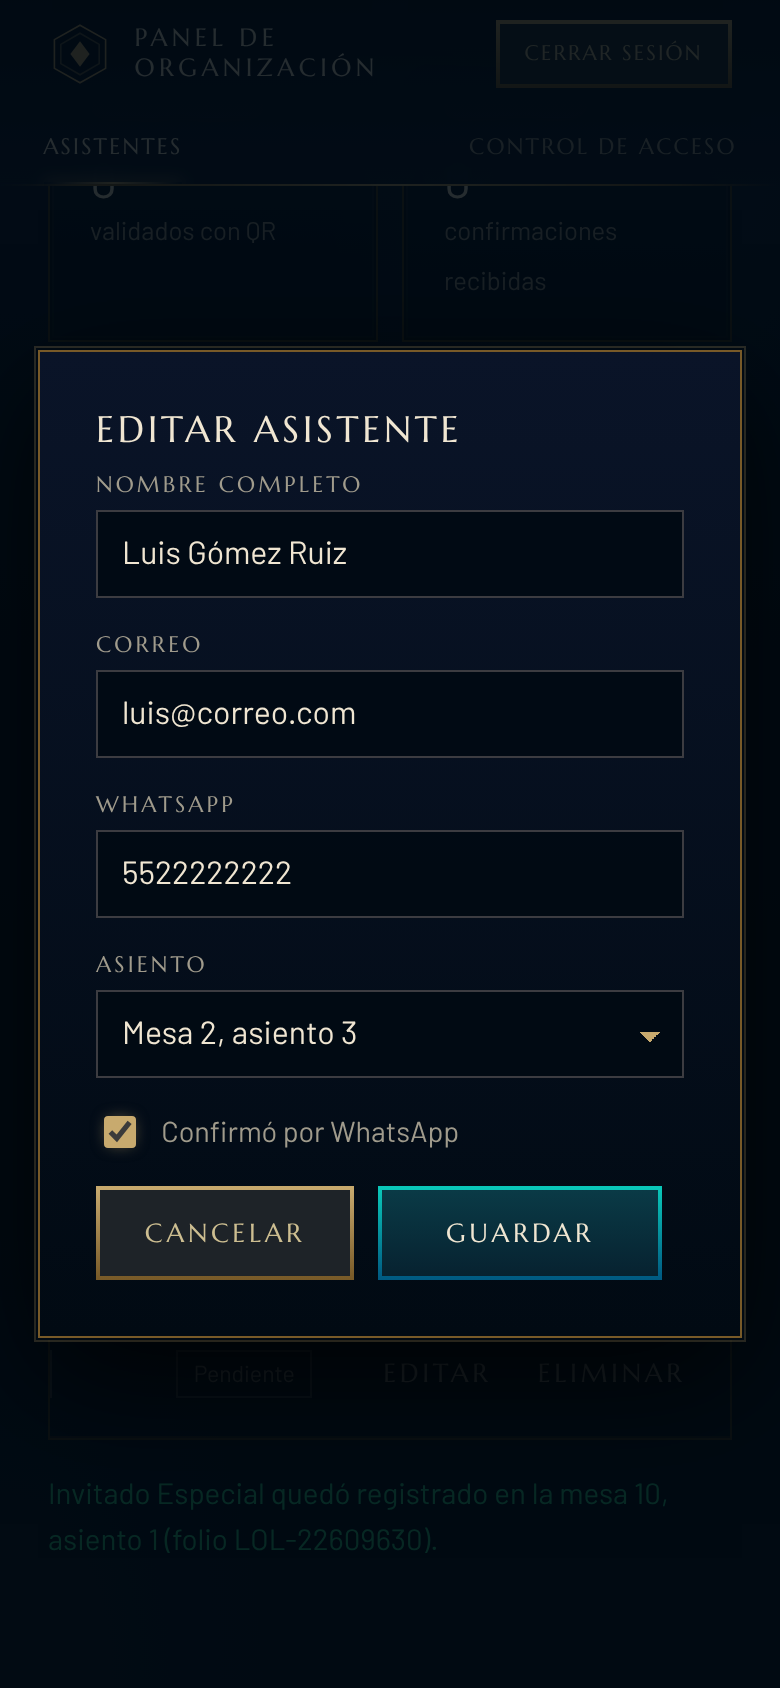 PANEL DE
ORGANIZACIÓN
CERRAR SESIÓN
ASISTENTES
CONTROL DE ACCESO
validados con QR
confirmaciones
recibidas
EDITAR ASISTENTE
NOMBRE COMPLETO
Luis Gómez Ruiz
CORREO
luis@correo.com
WHATSAPP
5522222222
ASIENTO
Mesa 2, asiento 3
Confirmó por WhatsApp
CANCELAR
GUARDAR
Pendiente
EDITAR
ELIMINAR
Invitado Especial quedó registrado en la mesa 10,
asiento 1 (folio LOL-22609630).